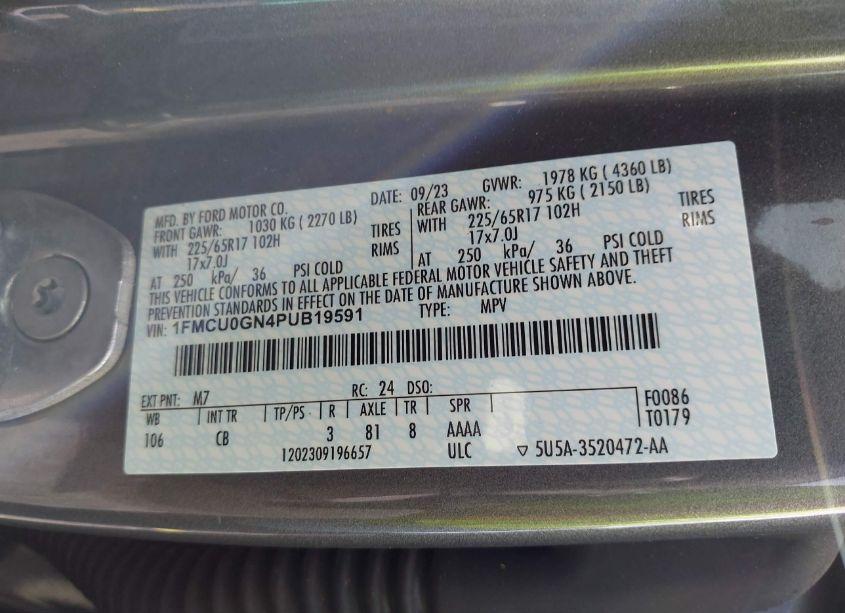 MFD. BY FORD MOTOR CO. DATE: 09/23 GVWR: 1978 KG ( 4360 LB)
FRONT GAWR: 1030 KG ( 2270 LB) REAR GAWR: 975 KG ( 2150 LB)
WITH 225/65R17 102H TIRES WITH 225/65R17 102H TIRES
17x7.0J RIMS 17x7.0J RIMS
AT 250 kPa/ 36 PSI COLD AT 250 kPa/ 36 PSI COLD
THIS VEHICLE CONFORMS TO ALL APPLICABLE FEDERAL MOTOR VEHICLE SAFETY AND THEFT
PREVENTION STANDARDS IN EFFECT ON THE DATE OF MANUFACTURE SHOWN ABOVE.
VIN: 1FMCU0GN4PUB19591 TYPE: MPV
EXT PNT: M7 RC: 24 DSO: F0086
WB INT TR TP/PS R AXLE TR SPR T0179
106 CB 3 81 8 AAAA
1202309196657 ULC ▽ 5U5A-3520472-AA